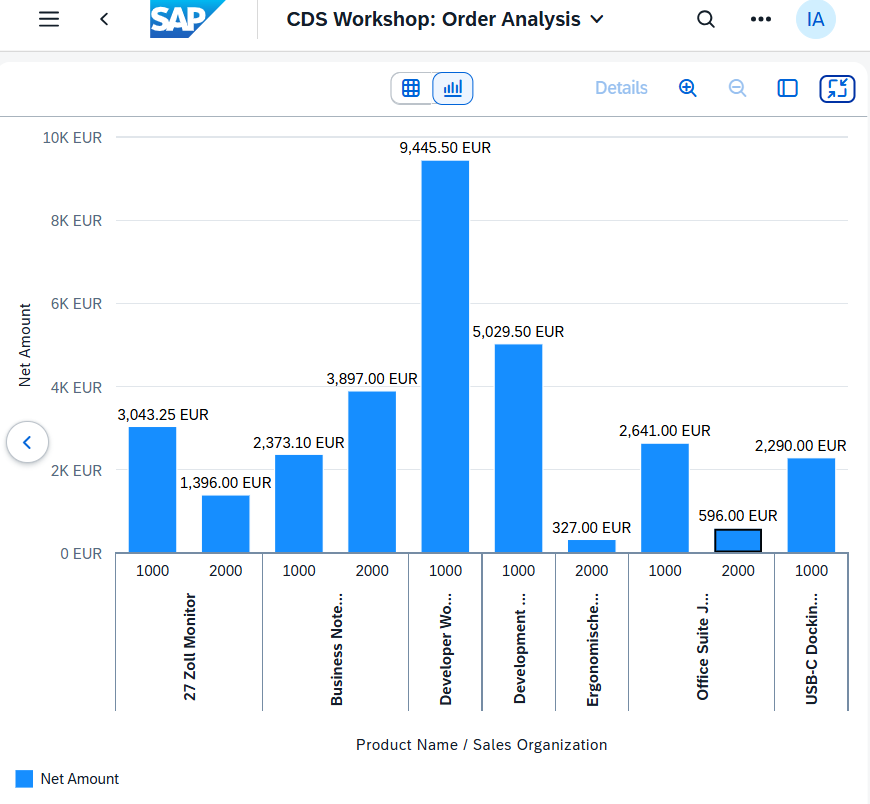 SAP
CDS Workshop: Order Analysis
IA
Details
10K EUR
8K EUR
6K EUR
4K EUR
2K EUR
0 EUR
Net Amount
3,043.25 EUR
1,396.00 EUR
2,373.10 EUR
3,897.00 EUR
9,445.50 EUR
5,029.50 EUR
327.00 EUR
2,641.00 EUR
596.00 EUR
2,290.00 EUR
1000 2000 1000 2000 1000 1000 2000 1000 2000 1000
27 Zoll Monitor
Business Note...
Developer Wo...
Development ...
Ergonomische...
Office Suite J...
USB-C Dockin...
Product Name / Sales Organization
Net Amount